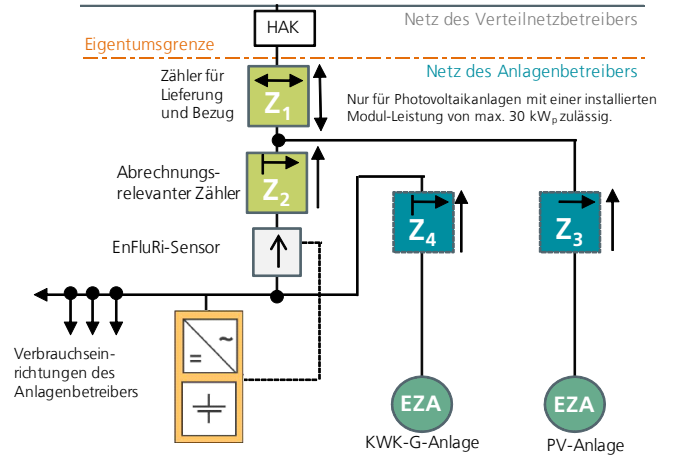 Netz des Verteilnetzbetreibers
HAK
Eigentumsgrenze
Netz des Anlagenbetreibers
Zähler für
Lieferung
und Bezug
Z1
Nur für Photovoltaikanlagen mit einer installierten
Modul-Leistung von max. 30 kWp zulässig.
Abrechnungs-
relevanter Zähler
Z2
Z4
Z3
EnFluRi-Sensor
Verbrauchsein-
richtungen des
Anlagenbetreibers
= ~
EZA
EZA
KWK-G-Anlage
PV-Anlage